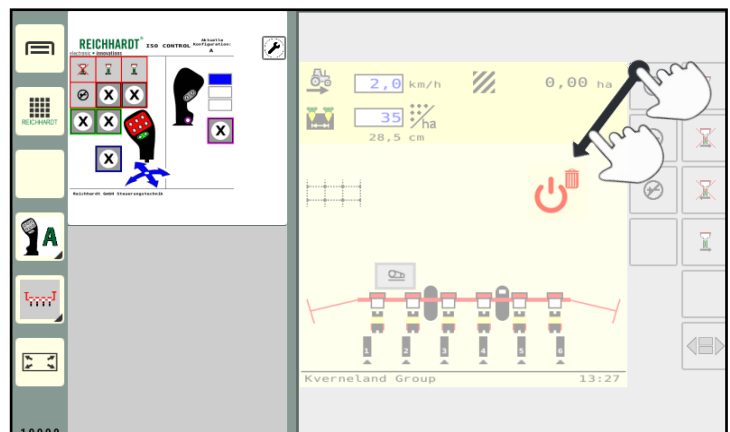 REICHHARDT®
electronic • innovations
ISO CONTROL
Aktuelle
Konfiguration:
A
X X
X X
X
X
Reichhardt GmbH Steuerungstechnik
REICHHARDT
A
2,0 km/h
0,00 ha
35 /ha
28,5 cm
1 2 3 4 5 6
Kverneland Group 13:27